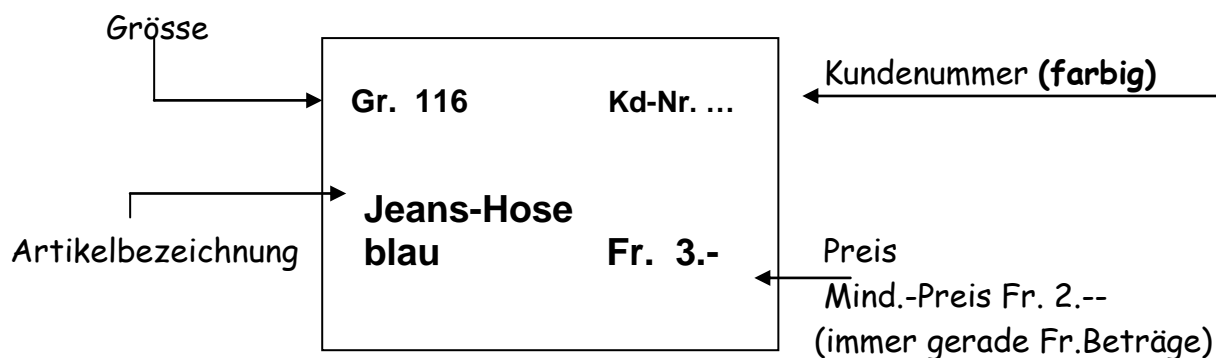 Grösse
Kundenummer (farbig)
Gr. 116 Kd-Nr. ...
Jeans-Hose
Artikelbezeichnung blau Fr. 3.- Preis
Mind.-Preis Fr. 2.--
(immer gerade Fr.Beträge)